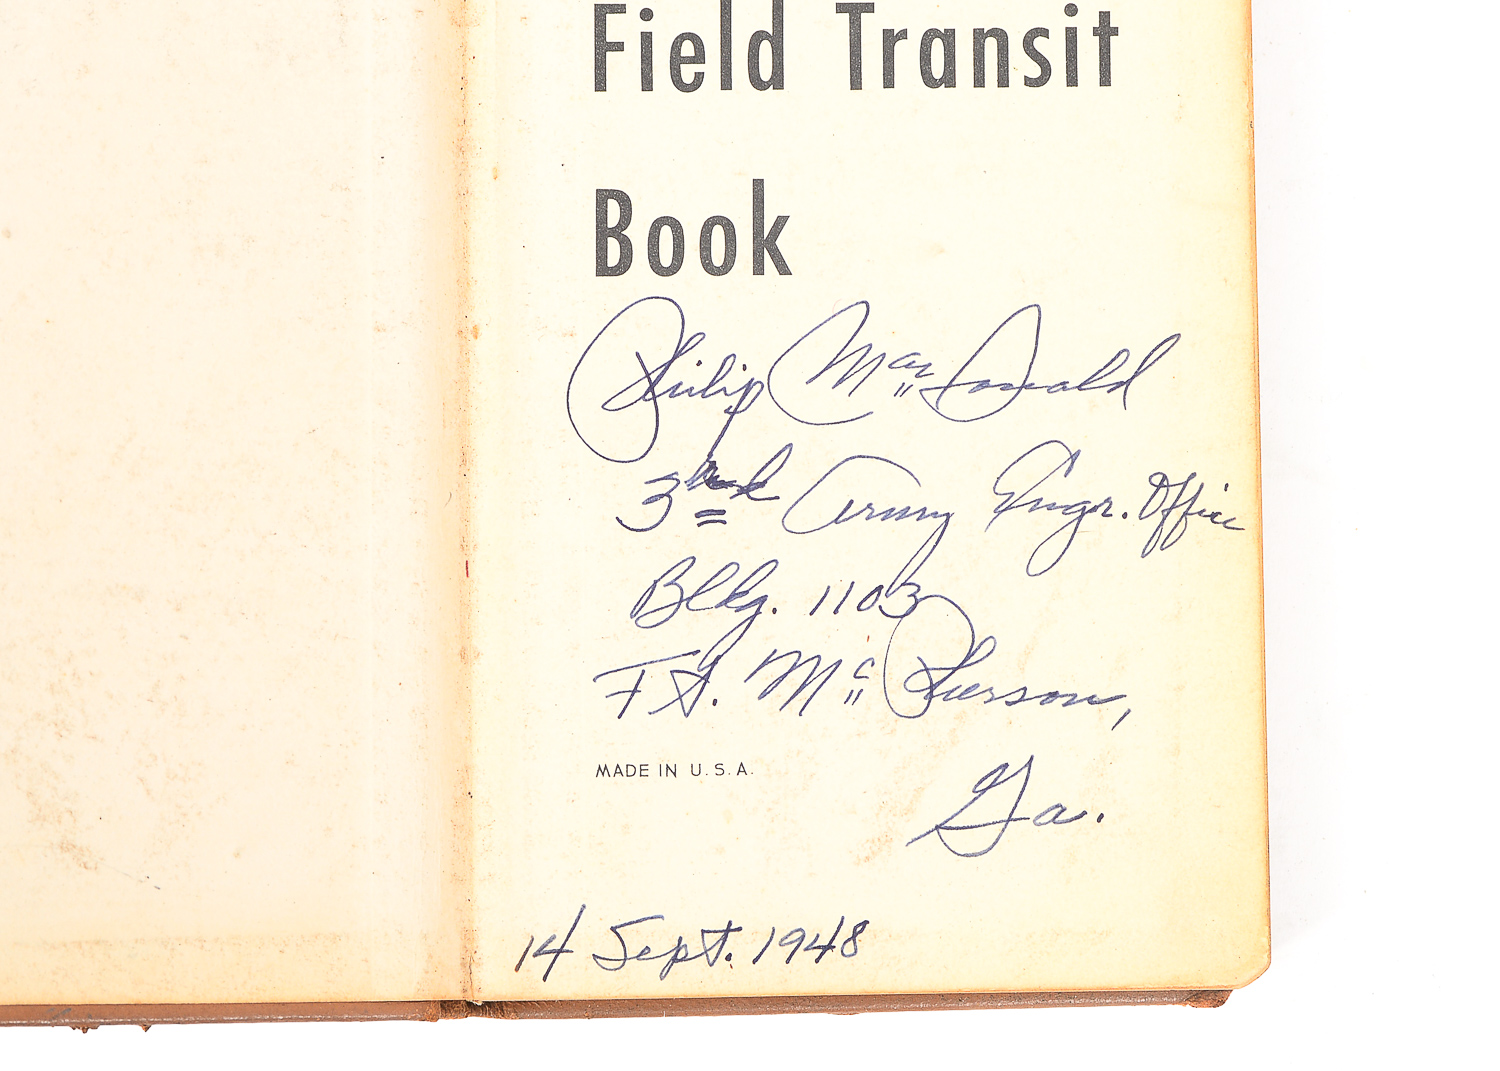 Field Transit
Book
Philip MacDonald
3rd Army Engr. Office
Bldg. 1103
Ft. McPherson,
MADE IN U.S.A.
Ga.
14 Sept. 1948